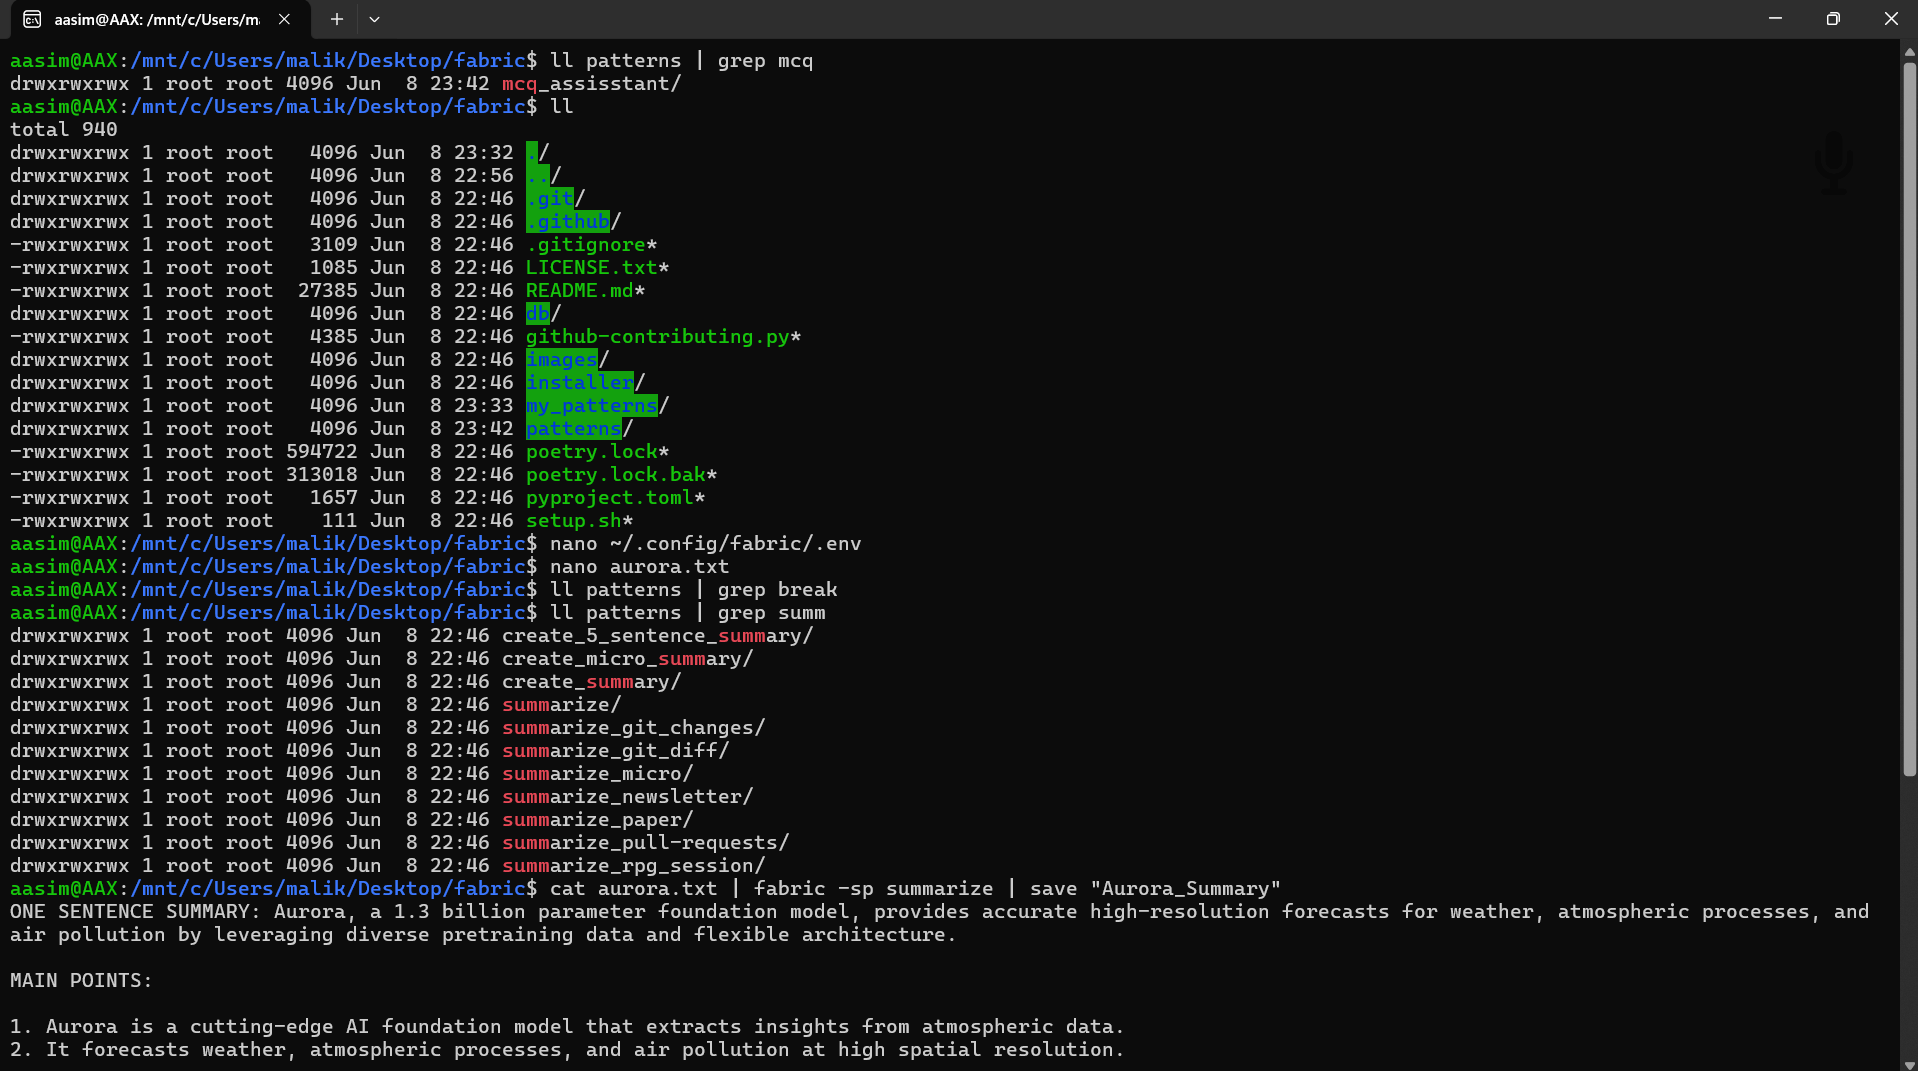 aasim@AAX: /mnt/c/Users/m
aasim@AAX:/mnt/c/Users/malik/Desktop/fabric$ ll patterns | grep mcq
drwxrwxrwx 1 root root 4096 Jun  8 23:42 mcq_assisstant/
aasim@AAX:/mnt/c/Users/malik/Desktop/fabric$ ll
total 940
drwxrwxrwx 1 root root   4096 Jun  8 23:32 ./
drwxrwxrwx 1 root root   4096 Jun  8 22:56 ../
drwxrwxrwx 1 root root   4096 Jun  8 22:46 .git/
drwxrwxrwx 1 root root   4096 Jun  8 22:46 .github/
-rwxrwxrwx 1 root root   3109 Jun  8 22:46 .gitignore*
-rwxrwxrwx 1 root root   1085 Jun  8 22:46 LICENSE.txt*
-rwxrwxrwx 1 root root  27385 Jun  8 22:46 README.md*
drwxrwxrwx 1 root root   4096 Jun  8 22:46 db/
-rwxrwxrwx 1 root root   4385 Jun  8 22:46 github-contributing.py*
drwxrwxrwx 1 root root   4096 Jun  8 22:46 images/
drwxrwxrwx 1 root root   4096 Jun  8 22:46 installer/
drwxrwxrwx 1 root root   4096 Jun  8 23:33 my_patterns/
drwxrwxrwx 1 root root   4096 Jun  8 23:42 patterns/
-rwxrwxrwx 1 root root 594722 Jun  8 22:46 poetry.lock*
-rwxrwxrwx 1 root root 313018 Jun  8 22:46 poetry.lock.bak*
-rwxrwxrwx 1 root root   1657 Jun  8 22:46 pyproject.toml*
-rwxrwxrwx 1 root root    111 Jun  8 22:46 setup.sh*
aasim@AAX:/mnt/c/Users/malik/Desktop/fabric$ nano ~/.config/fabric/.env
aasim@AAX:/mnt/c/Users/malik/Desktop/fabric$ nano aurora.txt
aasim@AAX:/mnt/c/Users/malik/Desktop/fabric$ ll patterns | grep break
aasim@AAX:/mnt/c/Users/malik/Desktop/fabric$ ll patterns | grep summ
drwxrwxrwx 1 root root 4096 Jun  8 22:46 create_5_sentence_summary/
drwxrwxrwx 1 root root 4096 Jun  8 22:46 create_micro_summary/
drwxrwxrwx 1 root root 4096 Jun  8 22:46 create_summary/
drwxrwxrwx 1 root root 4096 Jun  8 22:46 summarize/
drwxrwxrwx 1 root root 4096 Jun  8 22:46 summarize_git_changes/
drwxrwxrwx 1 root root 4096 Jun  8 22:46 summarize_git_diff/
drwxrwxrwx 1 root root 4096 Jun  8 22:46 summarize_micro/
drwxrwxrwx 1 root root 4096 Jun  8 22:46 summarize_newsletter/
drwxrwxrwx 1 root root 4096 Jun  8 22:46 summarize_paper/
drwxrwxrwx 1 root root 4096 Jun  8 22:46 summarize_pull-requests/
drwxrwxrwx 1 root root 4096 Jun  8 22:46 summarize_rpg_session/
aasim@AAX:/mnt/c/Users/malik/Desktop/fabric$ cat aurora.txt | fabric -sp summarize | save "Aurora_Summary"
ONE SENTENCE SUMMARY: Aurora, a 1.3 billion parameter foundation model, provides accurate high-resolution forecasts for weather, atmospheric processes, and
air pollution by leveraging diverse pretraining data and flexible architecture.
MAIN POINTS:
1. Aurora is a cutting-edge AI foundation model that extracts insights from atmospheric data.
2. It forecasts weather, atmospheric processes, and air pollution at high spatial resolution.